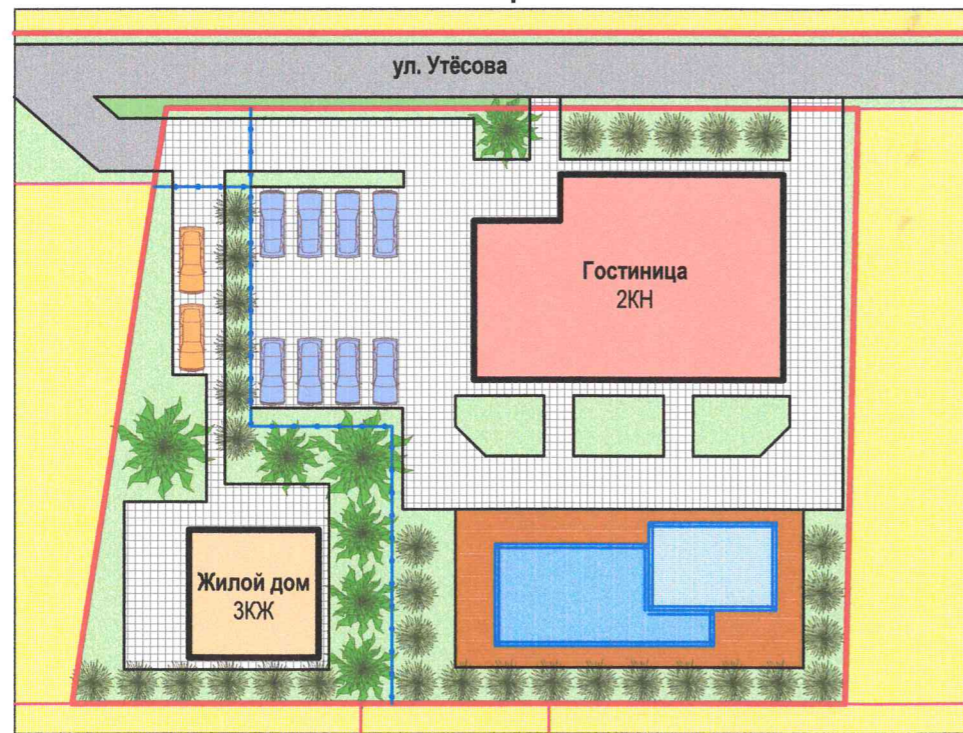 ул. Утёсова
Гостиница
2КН
Жилой дом
3КЖ